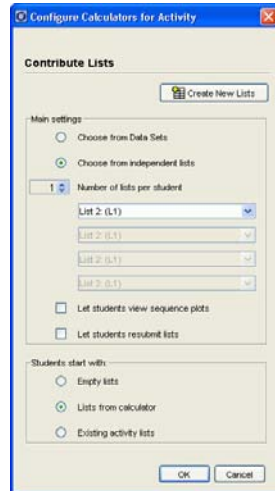 Configure Calculators for Activity
Contribute Lists
Create New Lists
Main settings
Choose from Data Sets
Choose from independent lists
1 Number of lists per student
List 2: (L1)
List 2: (L1)
List 2: (L1)
List 2: (L1)
Let students view sequence plots
Let students resubmit lists
Students start with:
Empty lists
Lists from calculator
Existing activity lists
OK Cancel